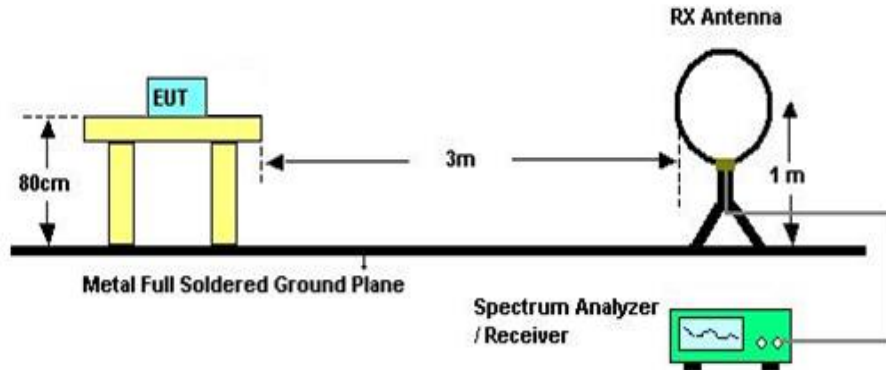 RX Antenna
EUT
80cm
3m
1 m
Metal Full Soldered Ground Plane
Spectrum Analyzer
/ Receiver